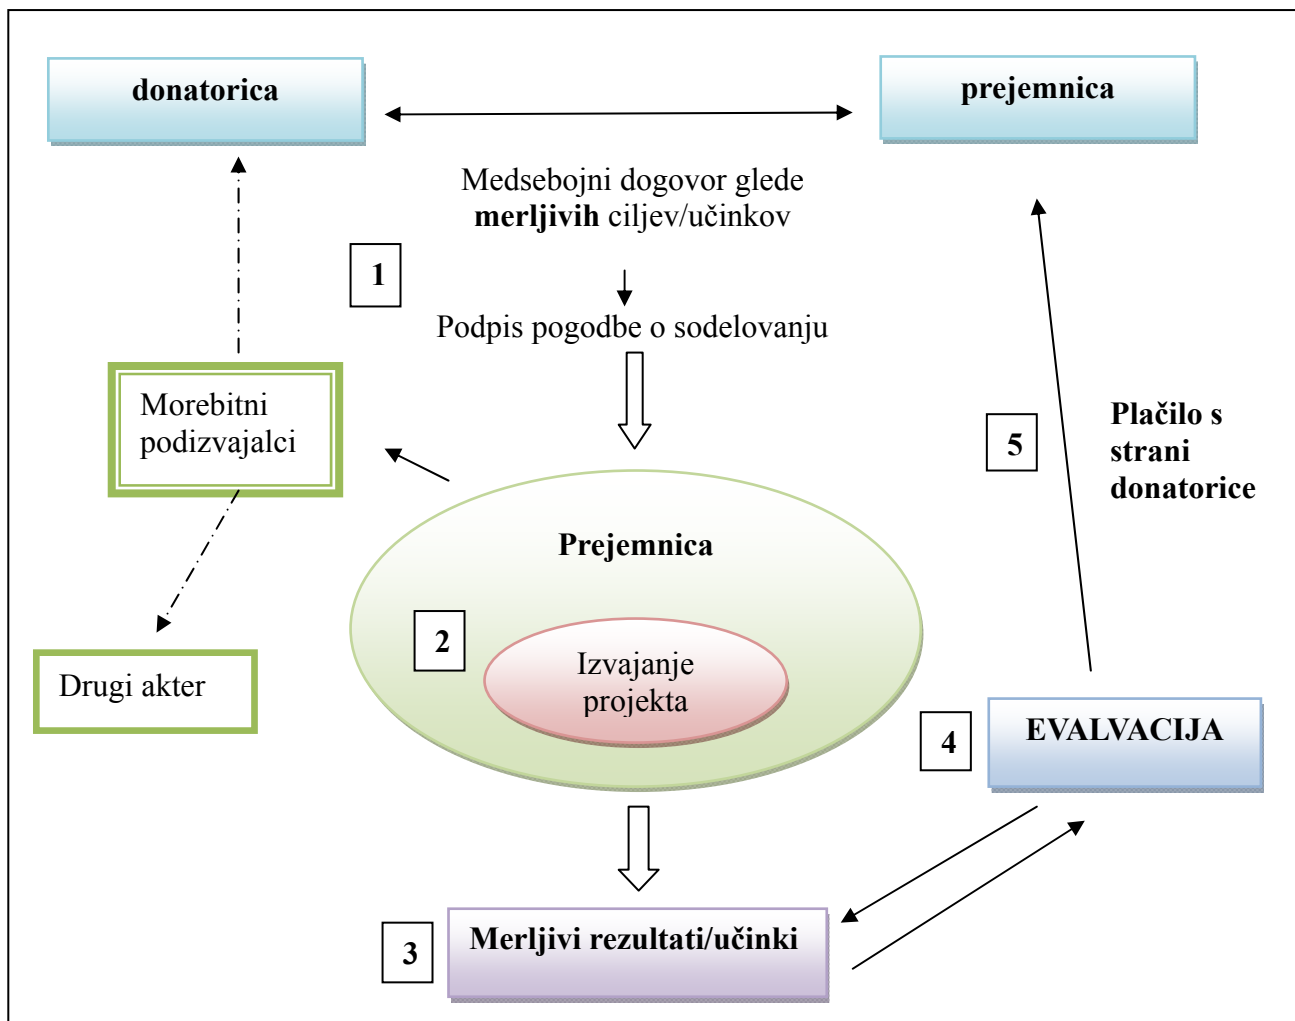 donatorica
prejemnica
Medsebojni dogovor glede
merljivih ciljev/učinkov
1
Podpis pogodbe o sodelovanju
Morebitni
podizvajalci
5
Plačilo s
strani
donatorice
Prejemnica
2
Izvajanje
projekta
Drugi akter
4
EVALVACIJA
3
Merljivi rezultati/učinki